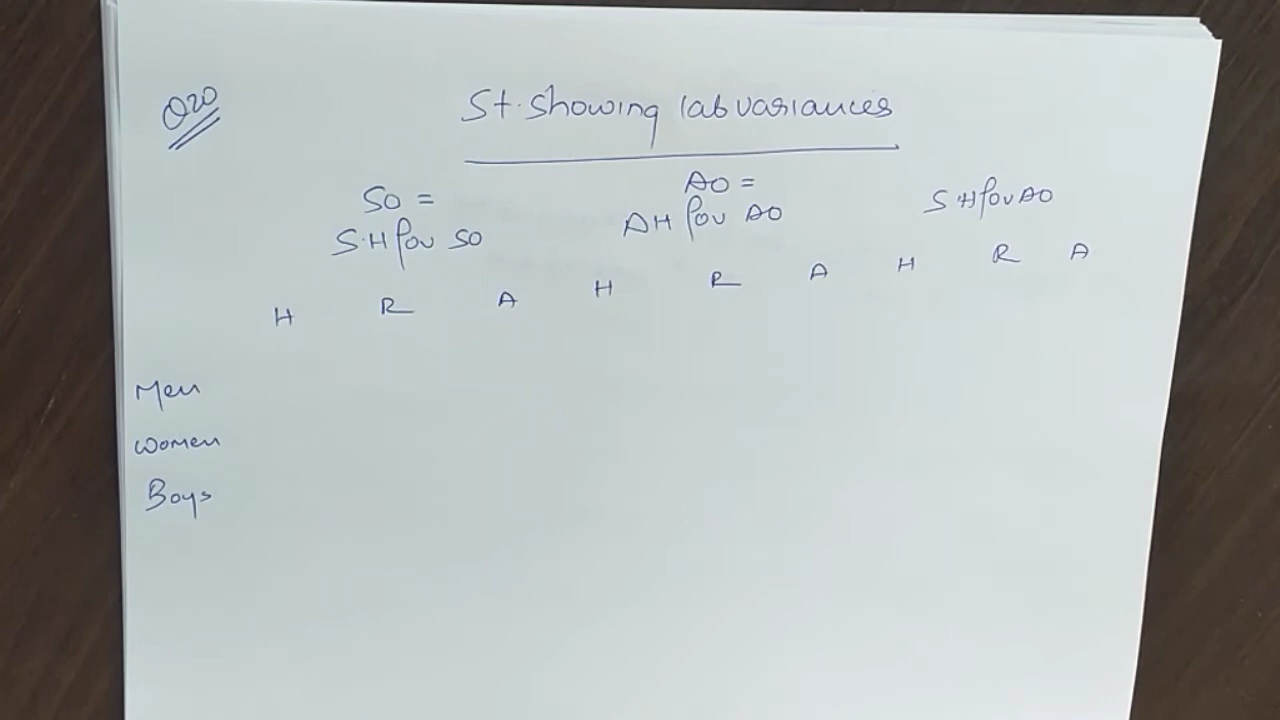 Q20
St. showing lab variances
SO =
S.H for SO
AO =
AH for AO
S.H for AO
H R A H R A H R A
Men
Women
Boys